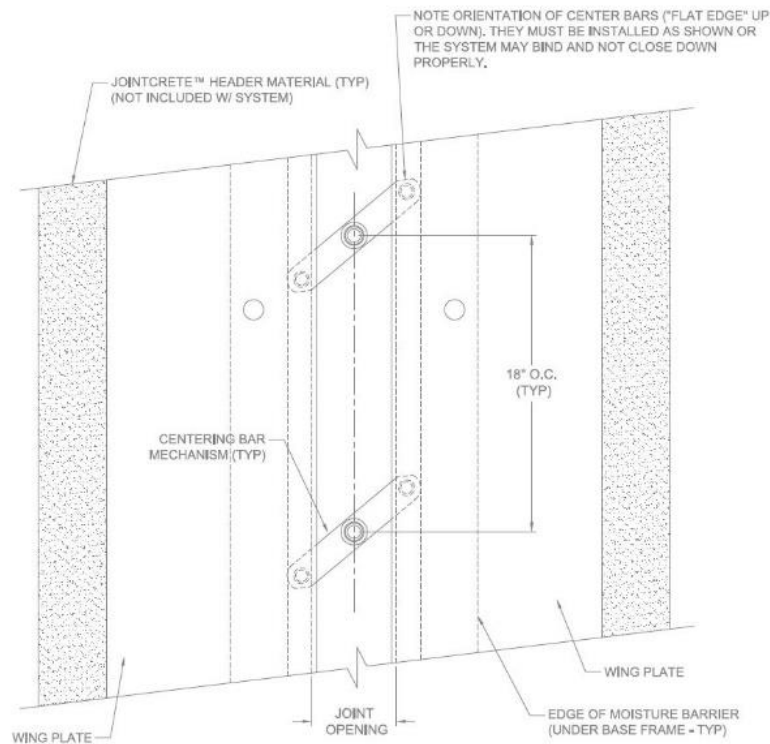 NOTE ORIENTATION OF CENTER BARS ("FLAT EDGE" UP
OR DOWN). THEY MUST BE INSTALLED AS SHOWN OR
THE SYSTEM MAY BIND AND NOT CLOSE DOWN
PROPERLY.
JOINTCRETE™ HEADER MATERIAL (TYP)
(NOT INCLUDED W/ SYSTEM)
18" O.C.
(TYP)
CENTERING BAR
MECHANISM (TYP)
WING PLATE
JOINT
OPENING
EDGE OF MOISTURE BARRIER
(UNDER BASE FRAME - TYP)
WING PLATE